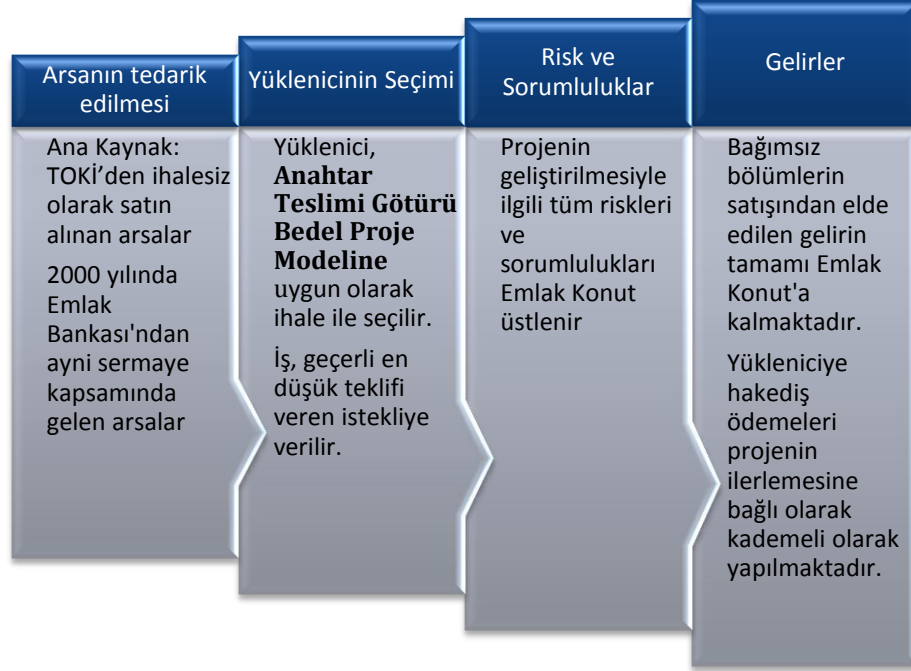 Arsanın tedarik
edilmesi
Ana Kaynak:
TOKİ’den ihalesiz
olarak satın
alınan arsalar
2000 yılında
Emlak
Bankası'ndan
ayni sermaye
kapsamında
gelen arsalar
Yüklenicinin Seçimi
Yüklenici,
Anahtar
Teslimi Götürü
Bedel Proje
Modeline
uygun olarak
ihale ile seçilir.
İş, geçerli en
düşük teklifi
veren istekliye
verilir.
Risk ve
Sorumluluklar
Projenin
geliştirilmesiyle
ilgili tüm riskleri
ve
sorumlulukları
Emlak Konut
üstlenir
Gelirler
Bağımsız
bölümlerin
satışından elde
edilen gelirin
tamamı Emlak
Konut'a
kalmaktadır.
Yükleniciye
hakediş
ödemeleri
projenin
ilerlemesine
bağlı olarak
kademeli olarak
yapılmaktadır.